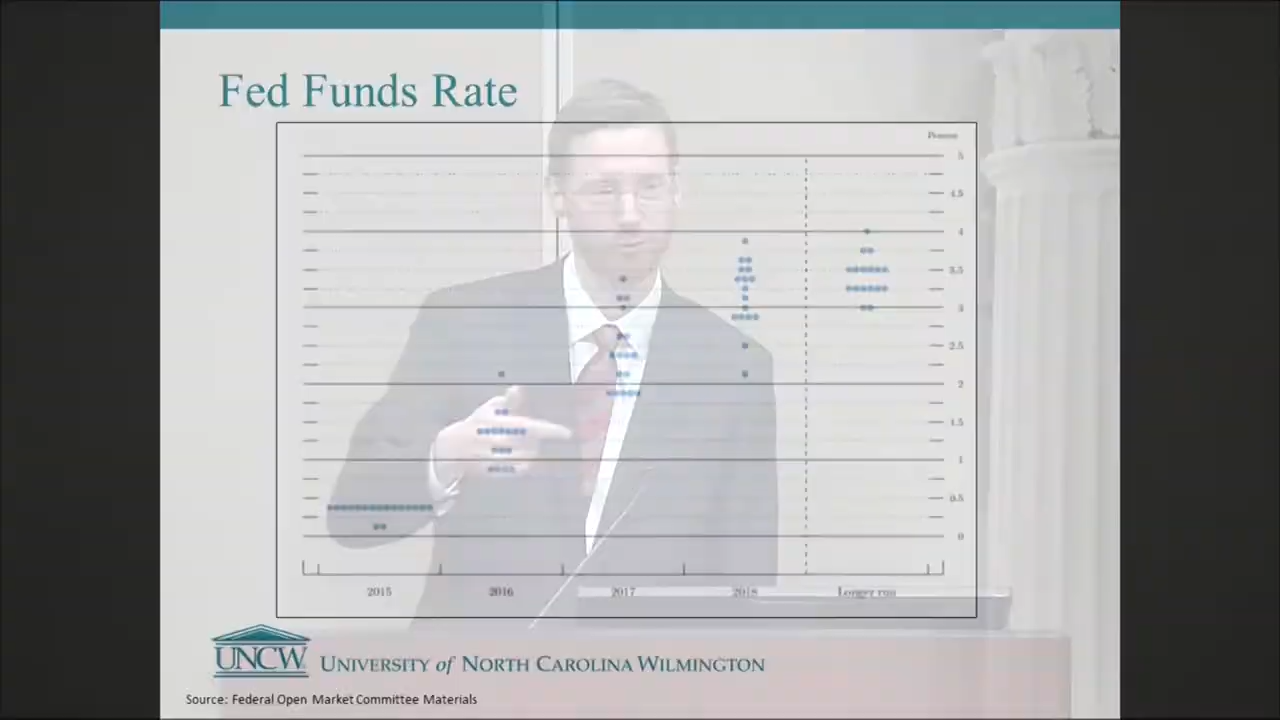 Fed Funds Rate
Percent
5
4.5
4
3.5
3
2.5
2
1.5
1
0.5
0
2015 2016 2017 2018 Longer run
UNCW UNIVERSITY of NORTH CAROLINA WILMINGTON
Source: Federal Open Market Committee Materials